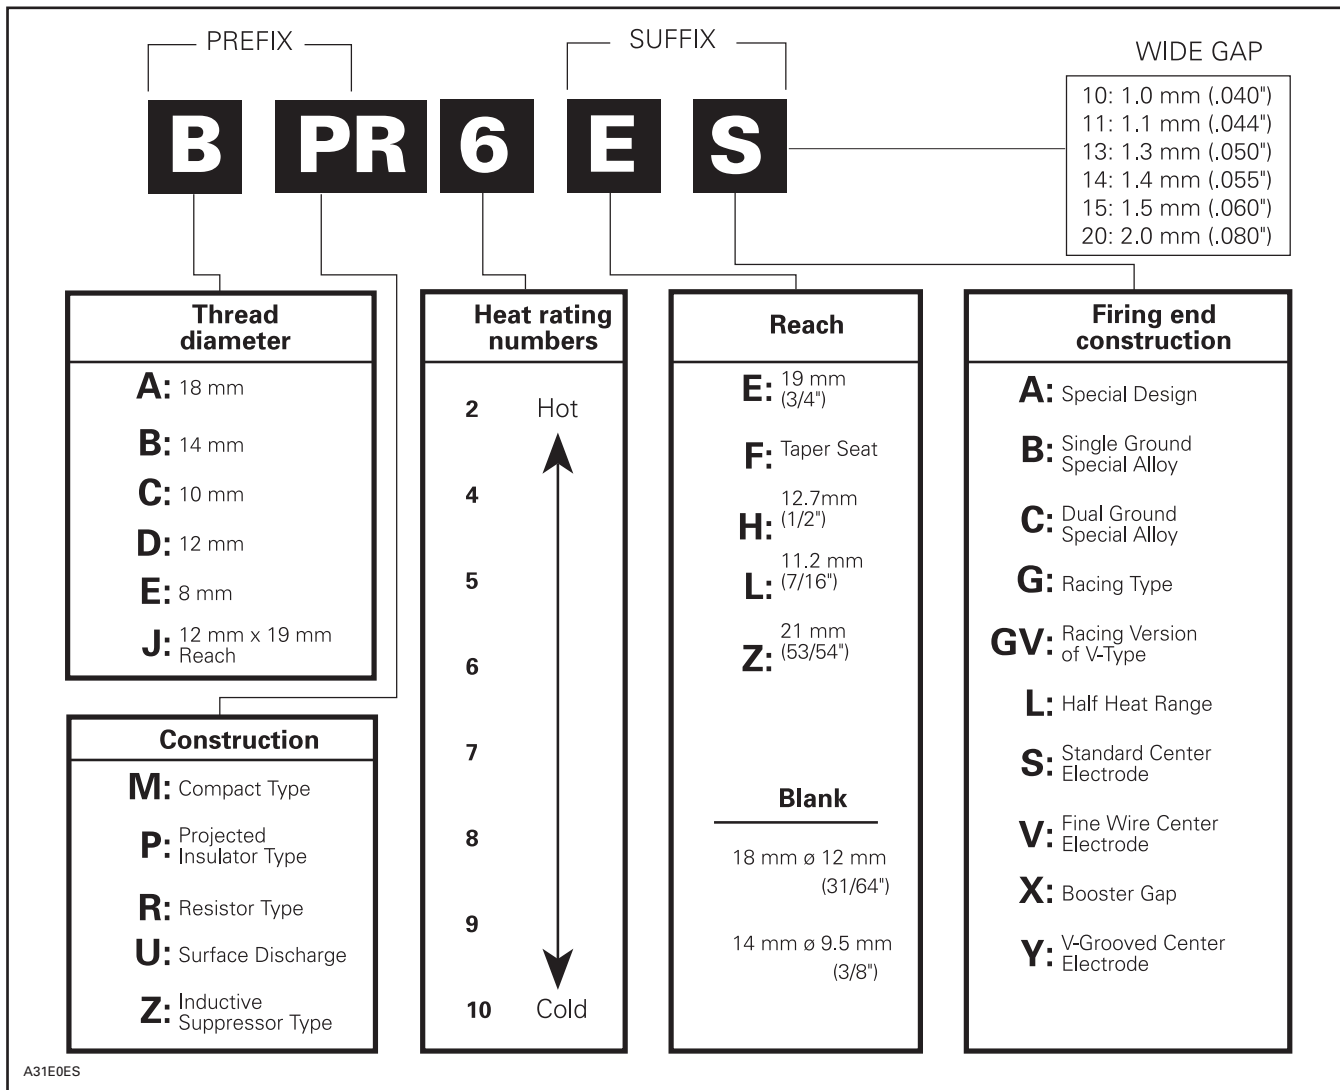 PREFIX
SUFFIX
WIDE GAP
B PR 6 E S
10: 1.0 mm (.040")
11: 1.1 mm (.044")
13: 1.3 mm (.050")
14: 1.4 mm (.055")
15: 1.5 mm (.060")
20: 2.0 mm (.080")
Thread
diameter
A: 18 mm
B: 14 mm
C: 10 mm
D: 12 mm
E: 8 mm
J: 12 mm x 19 mm
Reach
Construction
M: Compact Type
P: Projected
Insulator Type
R: Resistor Type
U: Surface Discharge
Z: Inductive
Suppressor Type
Heat rating
numbers
2 Hot
4
5
6
7
8
9
10 Cold
Reach
E: 19 mm
(3/4")
F: Taper Seat
H: 12.7mm
(1/2")
L: 11.2 mm
(7/16")
Z: 21 mm
(53/54")
Blank
18 mm ø 12 mm
(31/64")
14 mm ø 9.5 mm
(3/8")
Firing end
construction
A: Special Design
B: Single Ground
Special Alloy
C: Dual Ground
Special Alloy
G: Racing Type
GV: Racing Version
of V-Type
L: Half Heat Range
S: Standard Center
Electrode
V: Fine Wire Center
Electrode
X: Booster Gap
Y: V-Grooved Center
Electrode
A31E0ES